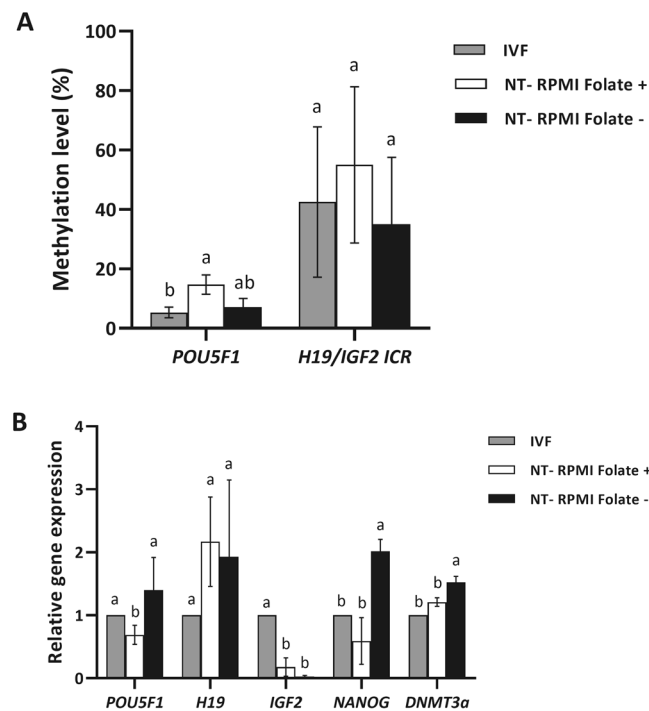 A
Methylation level (%)
100
80
60
40
20
0
b
a
ab
a
a
a
POU5F1
H19/IGF2 ICR
IVF
NT- RPMI Folate +
NT- RPMI Folate -
B
Relative gene expression
4
3
2
1
0
a
b
a
a
a
a
a
b
b
b
b
a
b
b
a
POU5F1
H19
IGF2
NANOG
DNMT3a
IVF
NT- RPMI Folate +
NT- RPMI Folate -